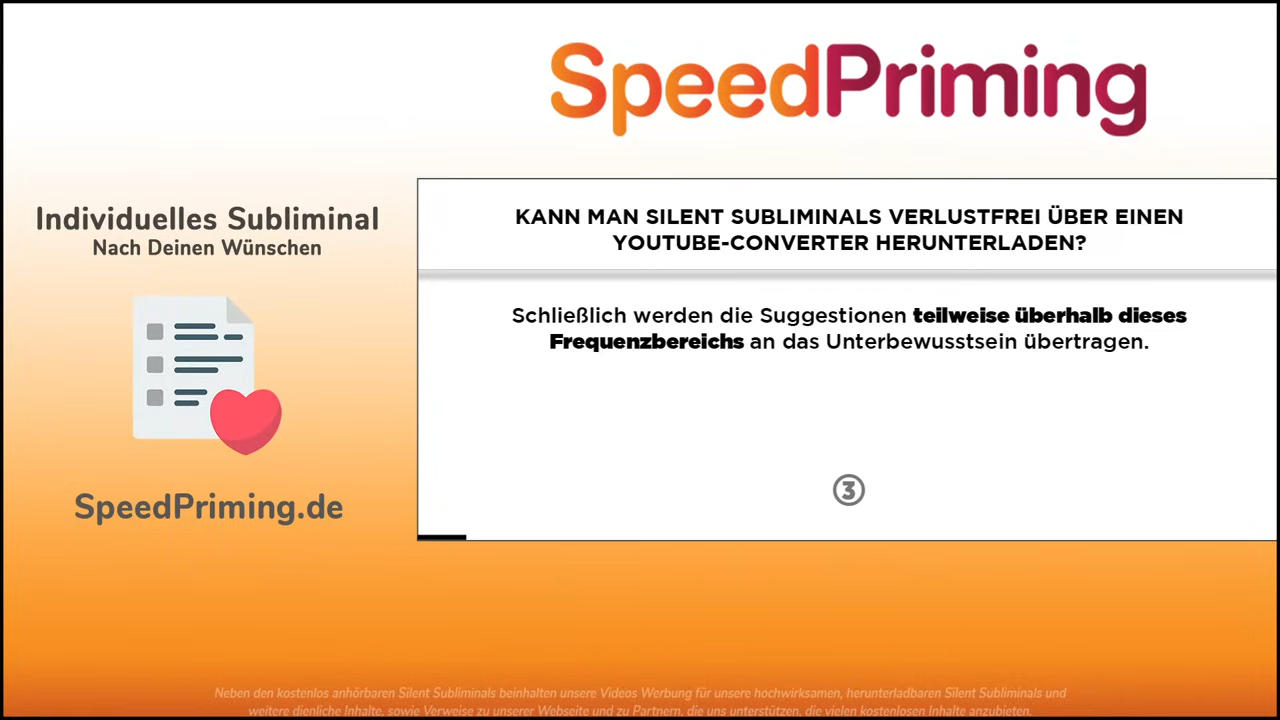 SpeedPriming
Individuelles Subliminal
Nach Deinen Wünschen
SpeedPriming.de
KANN MAN SILENT SUBLIMINALS VERLUSTFREI ÜBER EINEN
YOUTUBE-CONVERTER HERUNTERLADEN?
Schließlich werden die Suggestionen teilweise überhalb dieses
Frequenzbereichs an das Unterbewusstsein übertragen.
③
Neben den kostenlos anhörbaren Silent Subliminals beinhalten unsere Videos Werbung für unsere hochwirksamen, herunterladbaren Silent Subliminals und
weitere dienliche Inhalte, sowie Verweise zu unserer Webseite und zu Partnern, die uns unterstützen, die vielen kostenlosen Inhalte anzubieten.